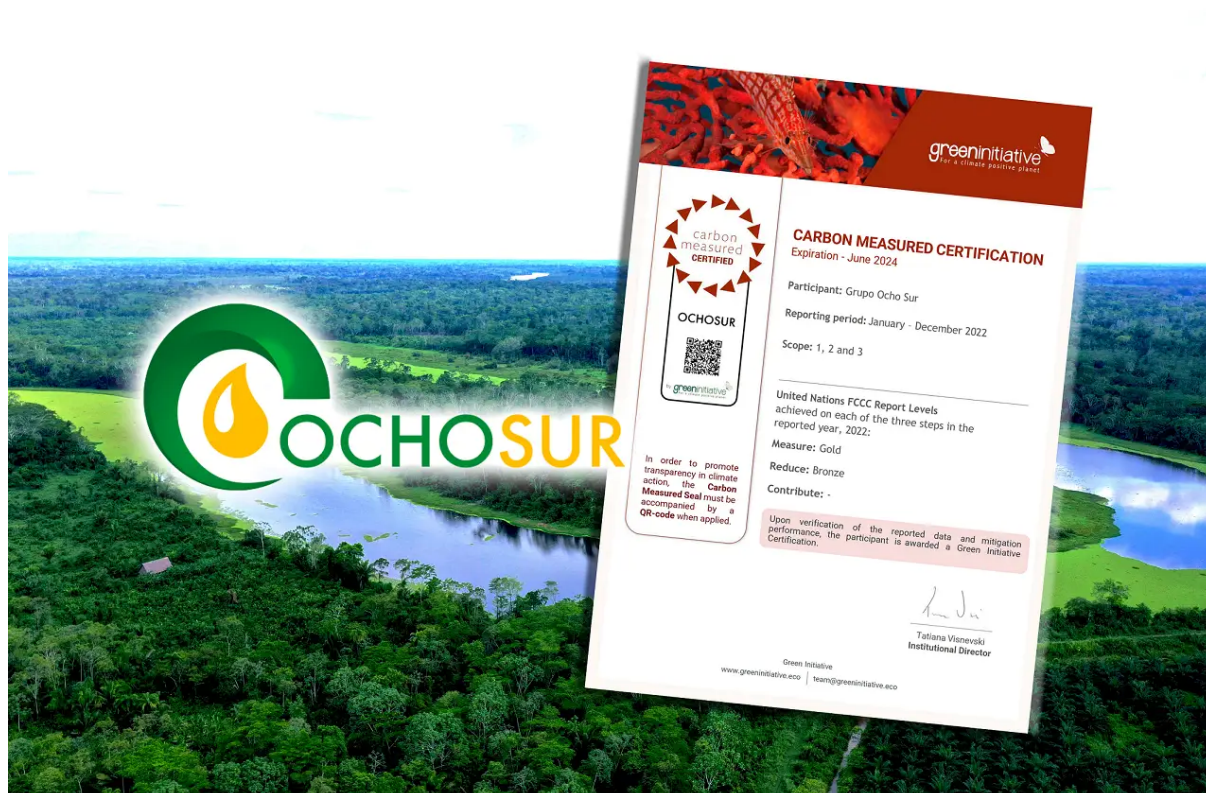 OCHOSUR
greeninitiative
For a climate positive planet
carbon
measured
CERTIFIED
OCHOSUR
by greeninitiative
In order to promote
transparency in climate
action, the Carbon
Measured Seal must be
accompanied by a
QR-code when applied.
CARBON MEASURED CERTIFICATION
Expiration - June 2024
Participant: Grupo Ocho Sur
Reporting period: January - December 2022
Scope: 1, 2 and 3
United Nations FCCC Report Levels
achieved on each of the three steps in the
reported year, 2022:
Measure: Gold
Reduce: Bronze
Contribute: -
Upon verification of the reported data and mitigation
performance, the participant is awarded a Green Initiative
Certification.
Tatiana Visnevski
Institutional Director
Green Initiative
www.greeninitiative.eco | team@greeninitiative.eco